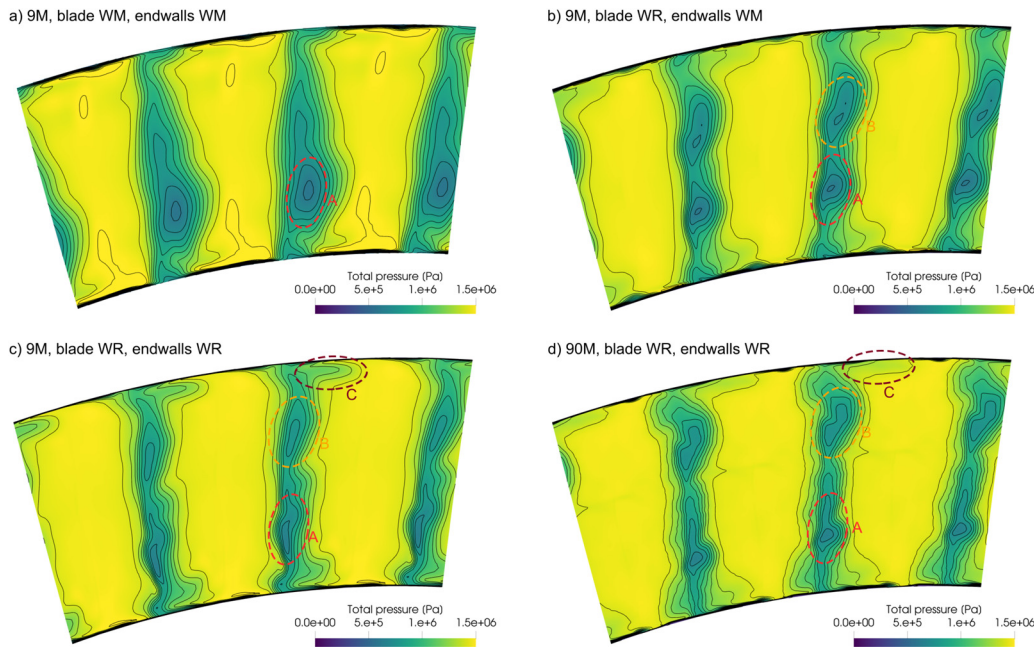 a) 9M, blade WM, endwalls WM
A
Total pressure (Pa)
0.0e+00 5e+5 1.e+6 1.5e+06
b) 9M, blade WR, endwalls WM
B
A
Total pressure (Pa)
0.0e+00 5.e+5 1.e+6 1.5e+06
c) 9M, blade WR, endwalls WR
C
B
A
Total pressure (Pa)
0.0e+00 5.e+5 1.e+6 1.5e+06
d) 90M, blade WR, endwalls WR
C
B
A
Total pressure (Pa)
0.0e+00 5.e+5 1.e+6 1.5e+06